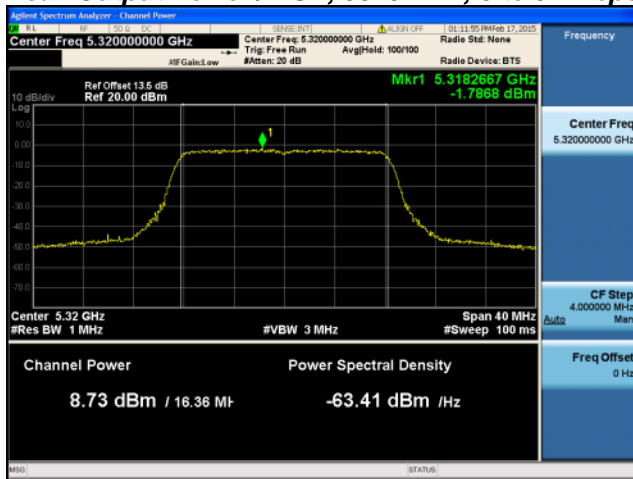 Agilent Spectrum Analyzer - Channel Power
RL RF 50 Ω DC SENSE:INT ALIGN OFF 01:11:55 PM Feb 17, 2015
Center Freq 5.320000000 GHz
Center Freq: 5.320000000 GHz
Radio Std: None
Trig: Free Run Avg|Hold: 100/100
#IFGain:Low #Atten: 20 dB Radio Device: BTS
Frequency
Mkr1 5.3182667 GHz
-1.7868 dBm
Ref Offset 13.5 dB
10 dB/div Ref 20.00 dBm
Log
10.0
0.00
-10.0
-20.0
-30.0
-40.0
-50.0
-60.0
-70.0
1
Center 5.32 GHz Span 40 MHz
#Res BW 1 MHz #VBW 3 MHz #Sweep 100 ms
Channel Power Power Spectral Density
8.73 dBm / 16.36 MH -63.41 dBm /Hz
Center Freq
5.320000000 GHz
CF Step
4.000000 MHz
Auto Man
Freq Offset
0 Hz
MSG STATUS